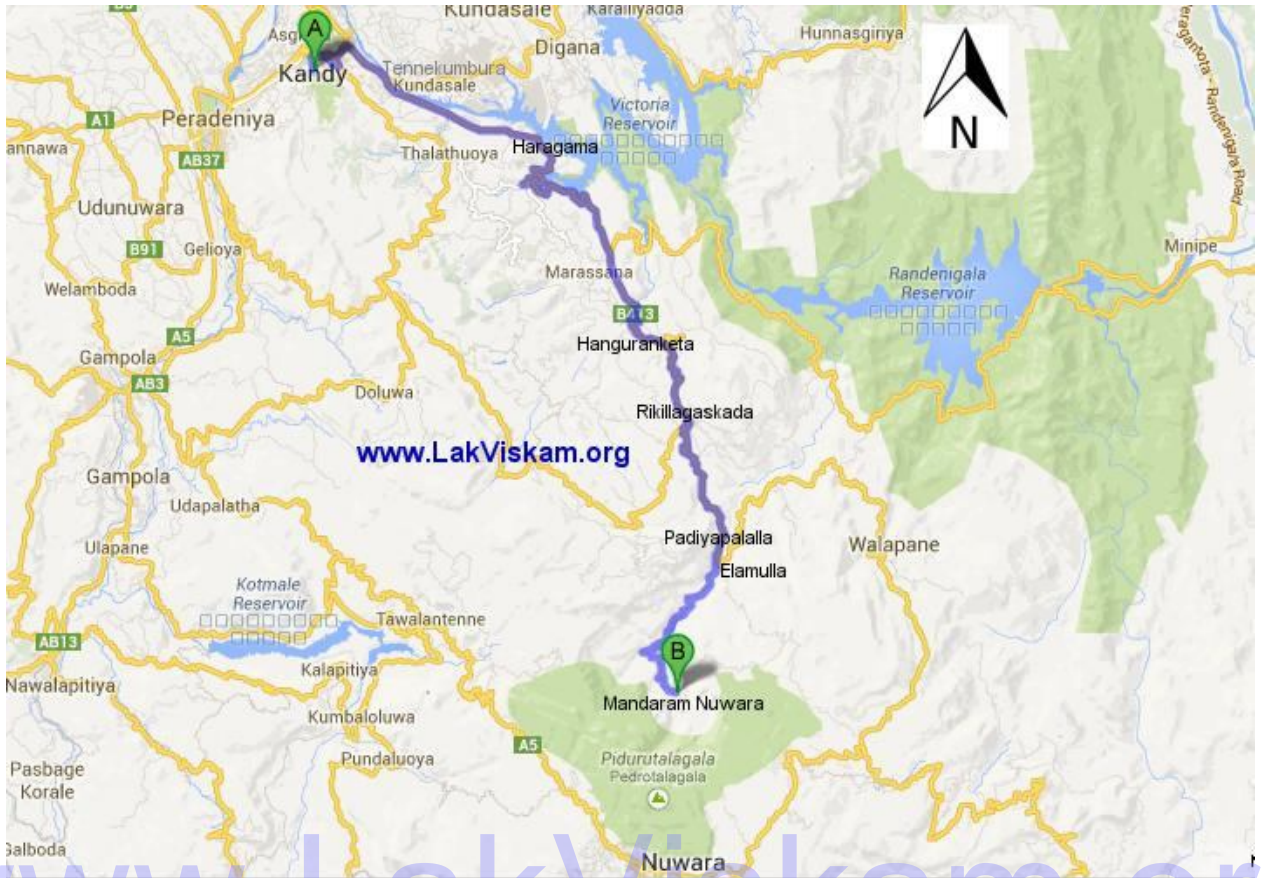 Kundasale
Karalliyadda
Hunnasgiriya
A
Kandy
Digana
Tennekumbura
Kundasale
N
A1
Peradeniya
Victoria
Reservoir
annawa
AB37
Thalathuoya
Haragama
Udunuwara
B91
Gelioya
Minipe
Welamboda
Marassana
Randenigala
Reservoir
B413
A5
Hanguranketa
Gampola
AB3
Doluwa
Rikillagaskada
www.LakViskam.org
Gampola
Udapalatha
Padiyapalalla
Walapane
Ulapane
Elamulla
Kotmale
Reservoir
Tawalantenne
AB13
B
Kalapitiya
Nawalapitiya
Mandaram Nuwara
Kumbaloluwa
A5
Pundaluoya
Pidurutalagala
Pedrotalagala
Pasbage
Korale
Galboda
Nuwara